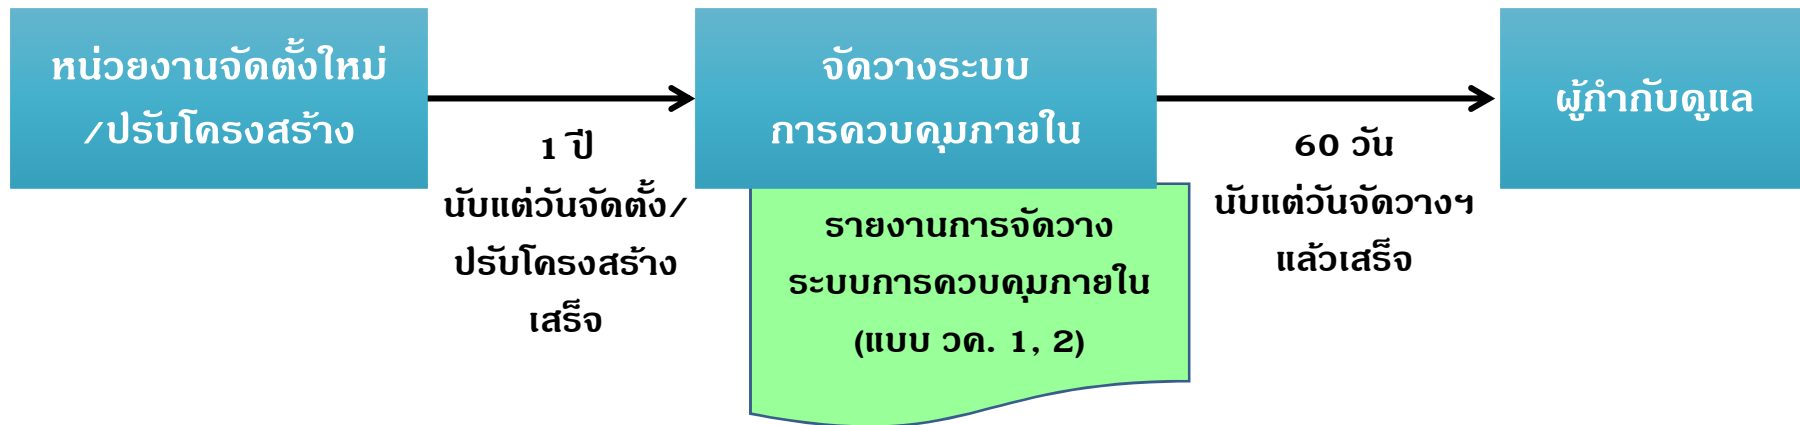 หน่วยงานจัดตั้งใหม่
/ปรับโครงสร้าง
1 ปี
นับแต่วันจัดตั้ง/
ปรับโครงสร้าง
เสร็จ
จัดวางระบบ
การควบคุมภายใน
รายงานการจัดวาง
ระบบการควบคุมภายใน
(แบบ วค. 1, 2)
60 วัน
นับแต่วันจัดวางฯ
แล้วเสร็จ
ผู้กำกับดูแล